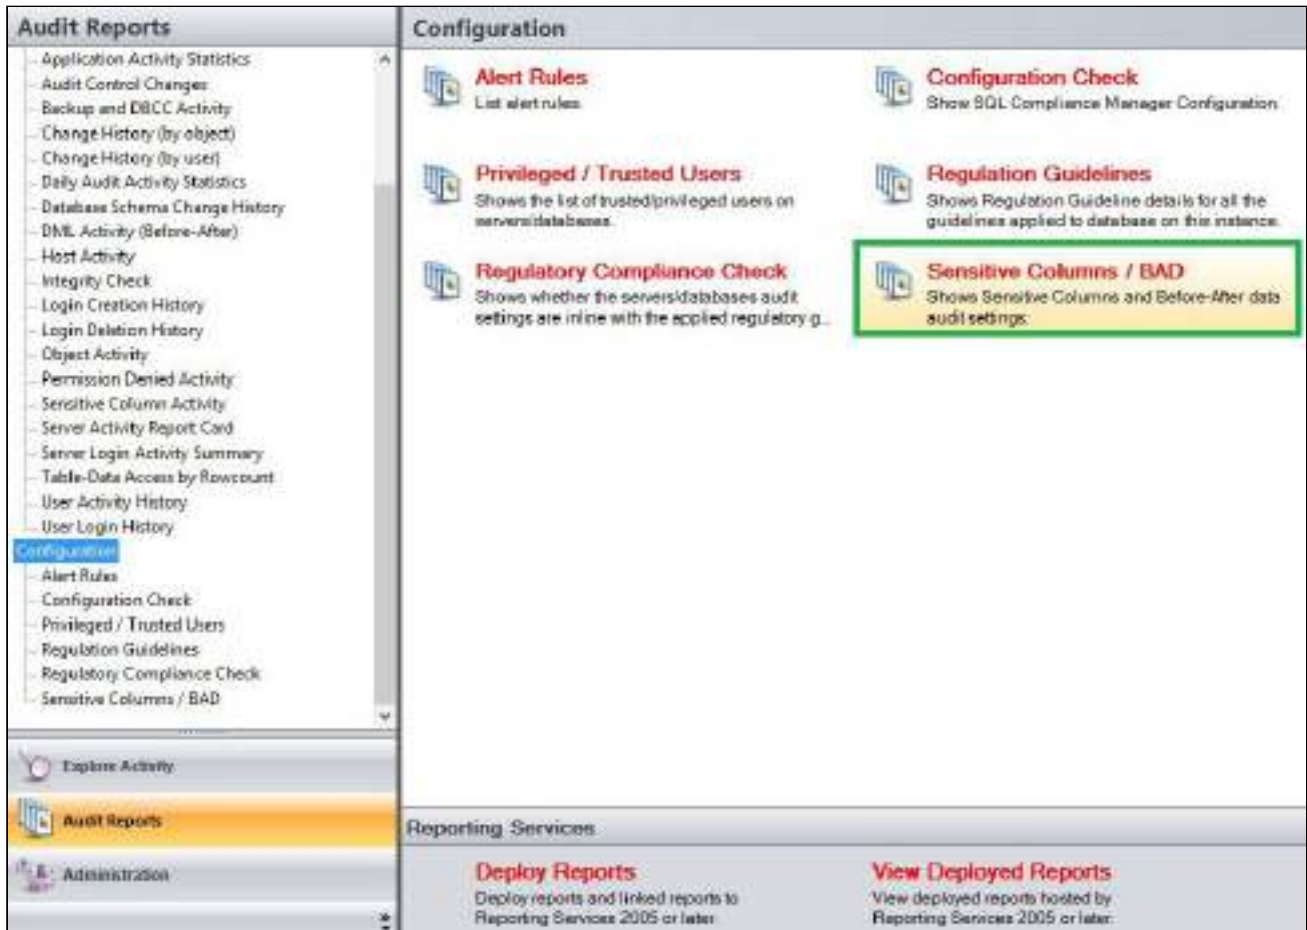 Audit Reports
Application Activity Statistics
Audit Control Changes
Backup and DBCC Activity
Change History (by object)
Change History (by user)
Daily Audit Activity Statistics
Database Schema Change History
DML Activity (Before-After)
Host Activity
Integrity Check
Login Creation History
Login Deletion History
Object Activity
Permission Denied Activity
Sensitive Column Activity
Server Activity Report Card
Server Login Activity Summary
Table-Data Access by Rowcount
User Activity History
User Login History
Configuration
Alert Rules
Configuration Check
Privileged / Trusted Users
Regulation Guidelines
Regulatory Compliance Check
Sensitive Columns / BAD
Explore Activity
Audit Reports
Administration
Configuration
Alert Rules
List alert rules.
Configuration Check
Show SQL Compliance Manager Configuration.
Privileged / Trusted Users
Shows the list of trusted/privileged users on
servers/databases.
Regulation Guidelines
Shows Regulation Guideline details for all the
guidelines applied to database on this instance.
Regulatory Compliance Check
Shows whether the servers/databases audit
settings are inline with the applied regulatory g...
Sensitive Columns / BAD
Shows Sensitive Columns and Before-After data
audit settings.
Reporting Services
Deploy Reports
Deploy reports and linked reports to
Reporting Services 2005 or later.
View Deployed Reports
View deployed reports hosted by
Reporting Services 2005 or later.